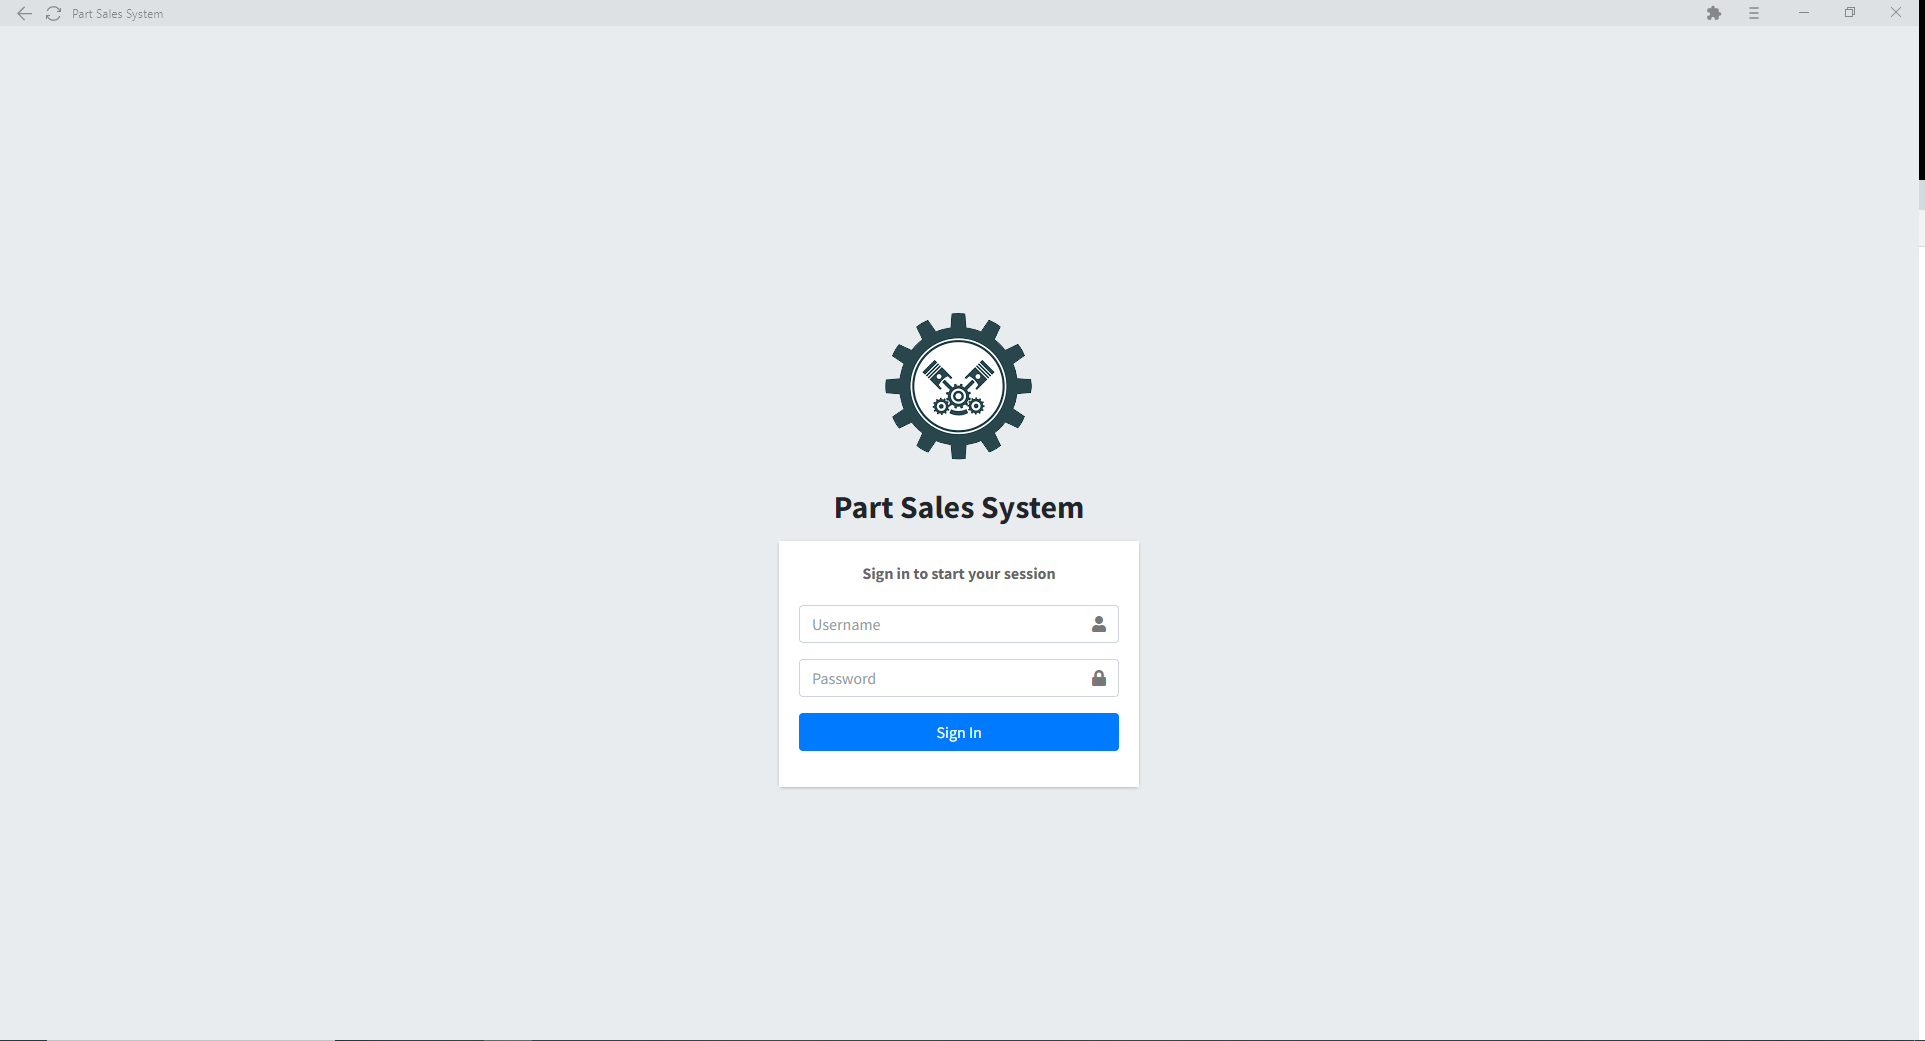 Part Sales System
Part Sales System
Sign in to start your session
Username
Password
Sign In